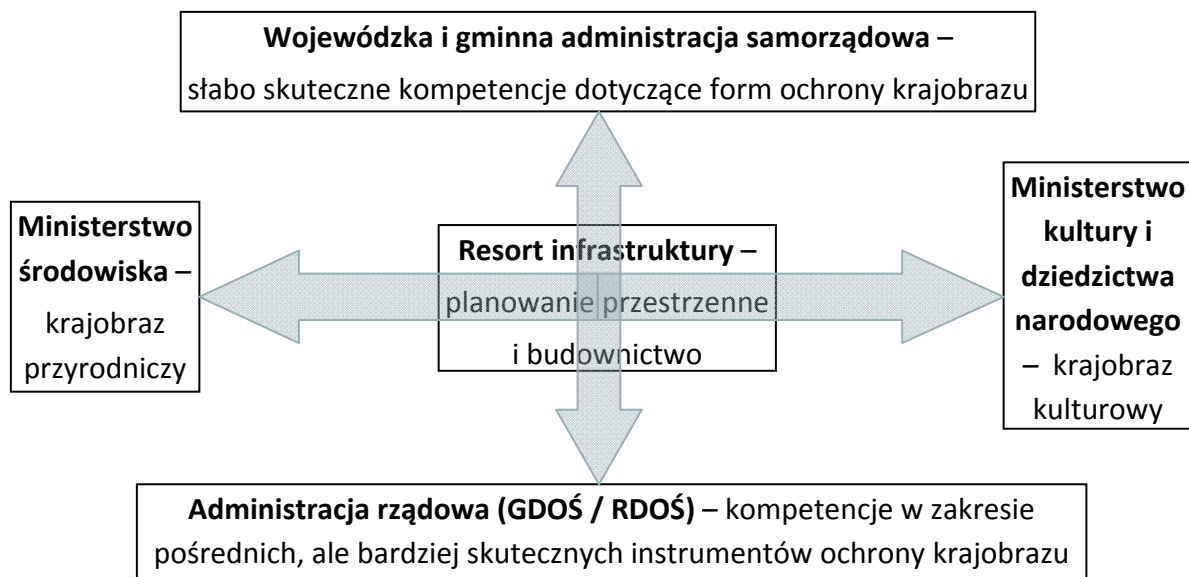 Wojewódzka i gminna administracja samorządowa –
słabo skuteczne kompetencje dotyczące form ochrony krajobrazu
Ministerstwo
środowiska –
krajobraz
przyrodniczy
Resort infrastruktury –
planowanie przestrzenne
i budownictwo
Ministerstwo
kultury i
dziedzictwa
narodowego
– krajobraz
kulturowy
Administracja rządowa (GDOŚ / RDOŚ) – kompetencje w zakresie
pośrednich, ale bardziej skutecznych instrumentów ochrony krajobrazu